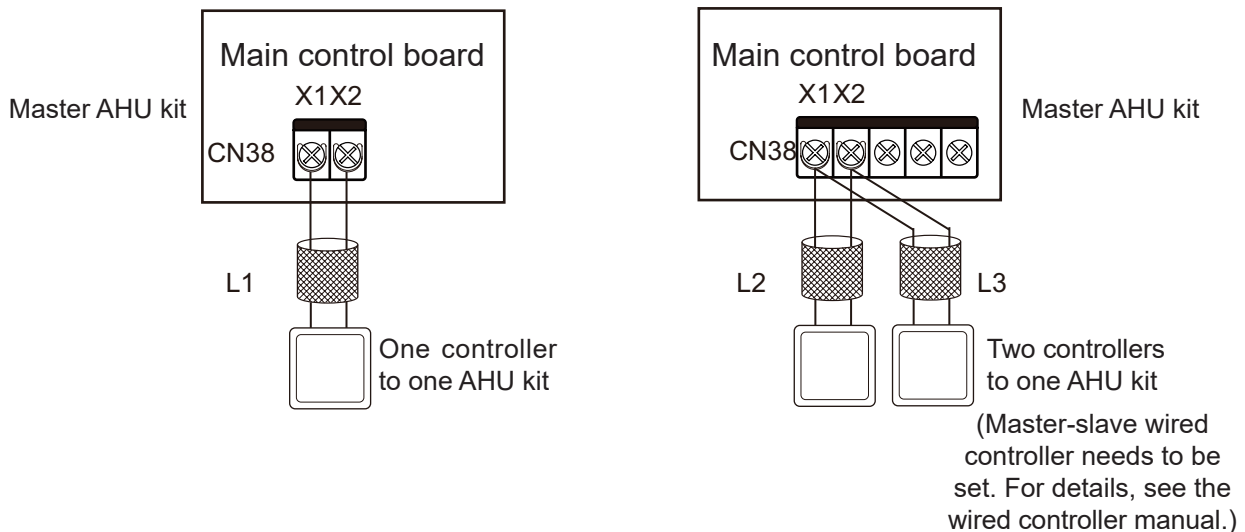 Main control board
X1X2
Master AHU kit
CN38
L1
One controller
to one AHU kit
Main control board
X1X2
Master AHU kit
CN38
L2
L3
Two controllers
to one AHU kit
(Master-slave wired
controller needs to be
set. For details, see the
wired controller manual.)